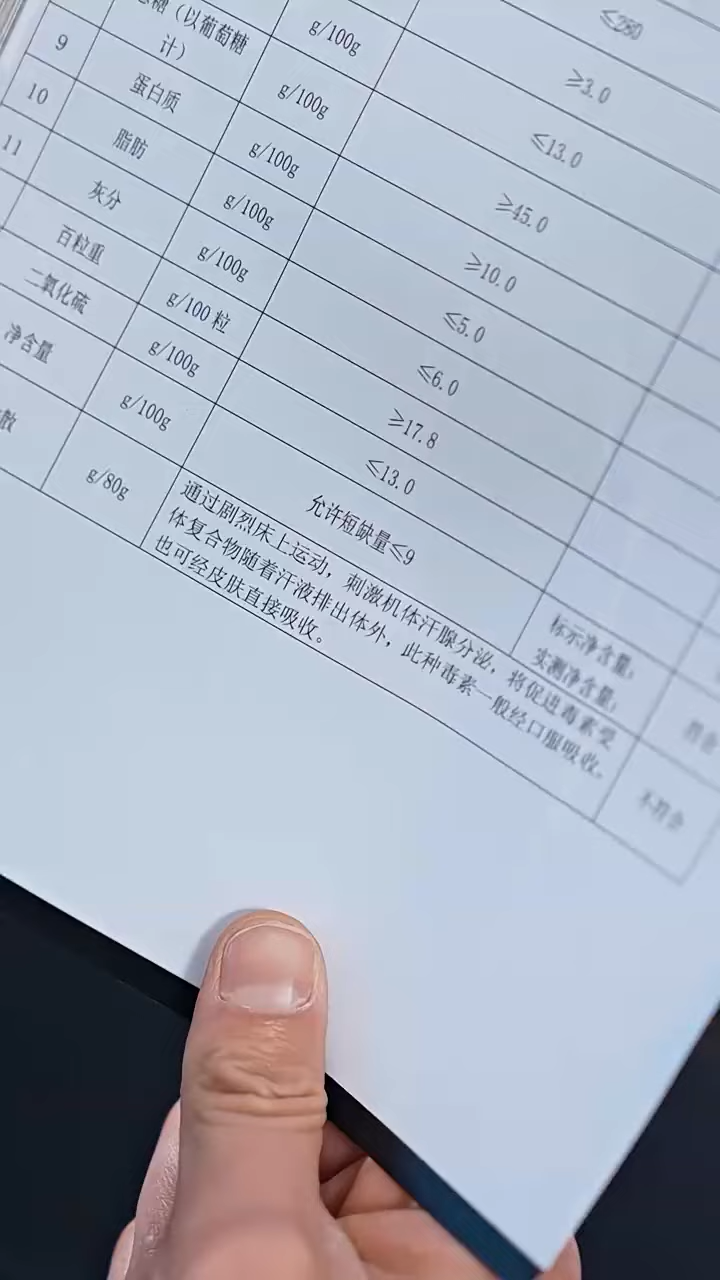 糖（以葡萄糖
计）
g/100g
≤280
9
蛋白质
g/100g
≥3.0
10
脂肪
g/100g
≤13.0
11
灰分
g/100g
≥45.0
百粒重
g/100g
≥10.0
二氧化硫
g/100粒
≤5.0
净含量
g/100g
≤6.0
散
g/100g
≥17.8
g/80g
≤13.0
允许短缺量≤9
标示净含量：
实测净含量：
符合
通过剧烈床上运动，刺激机体汗腺分泌，将促进毒素受
体复合物随着汗液排出体外，此种毒素一般经口服吸收，
也可经皮肤直接吸收。
不符合